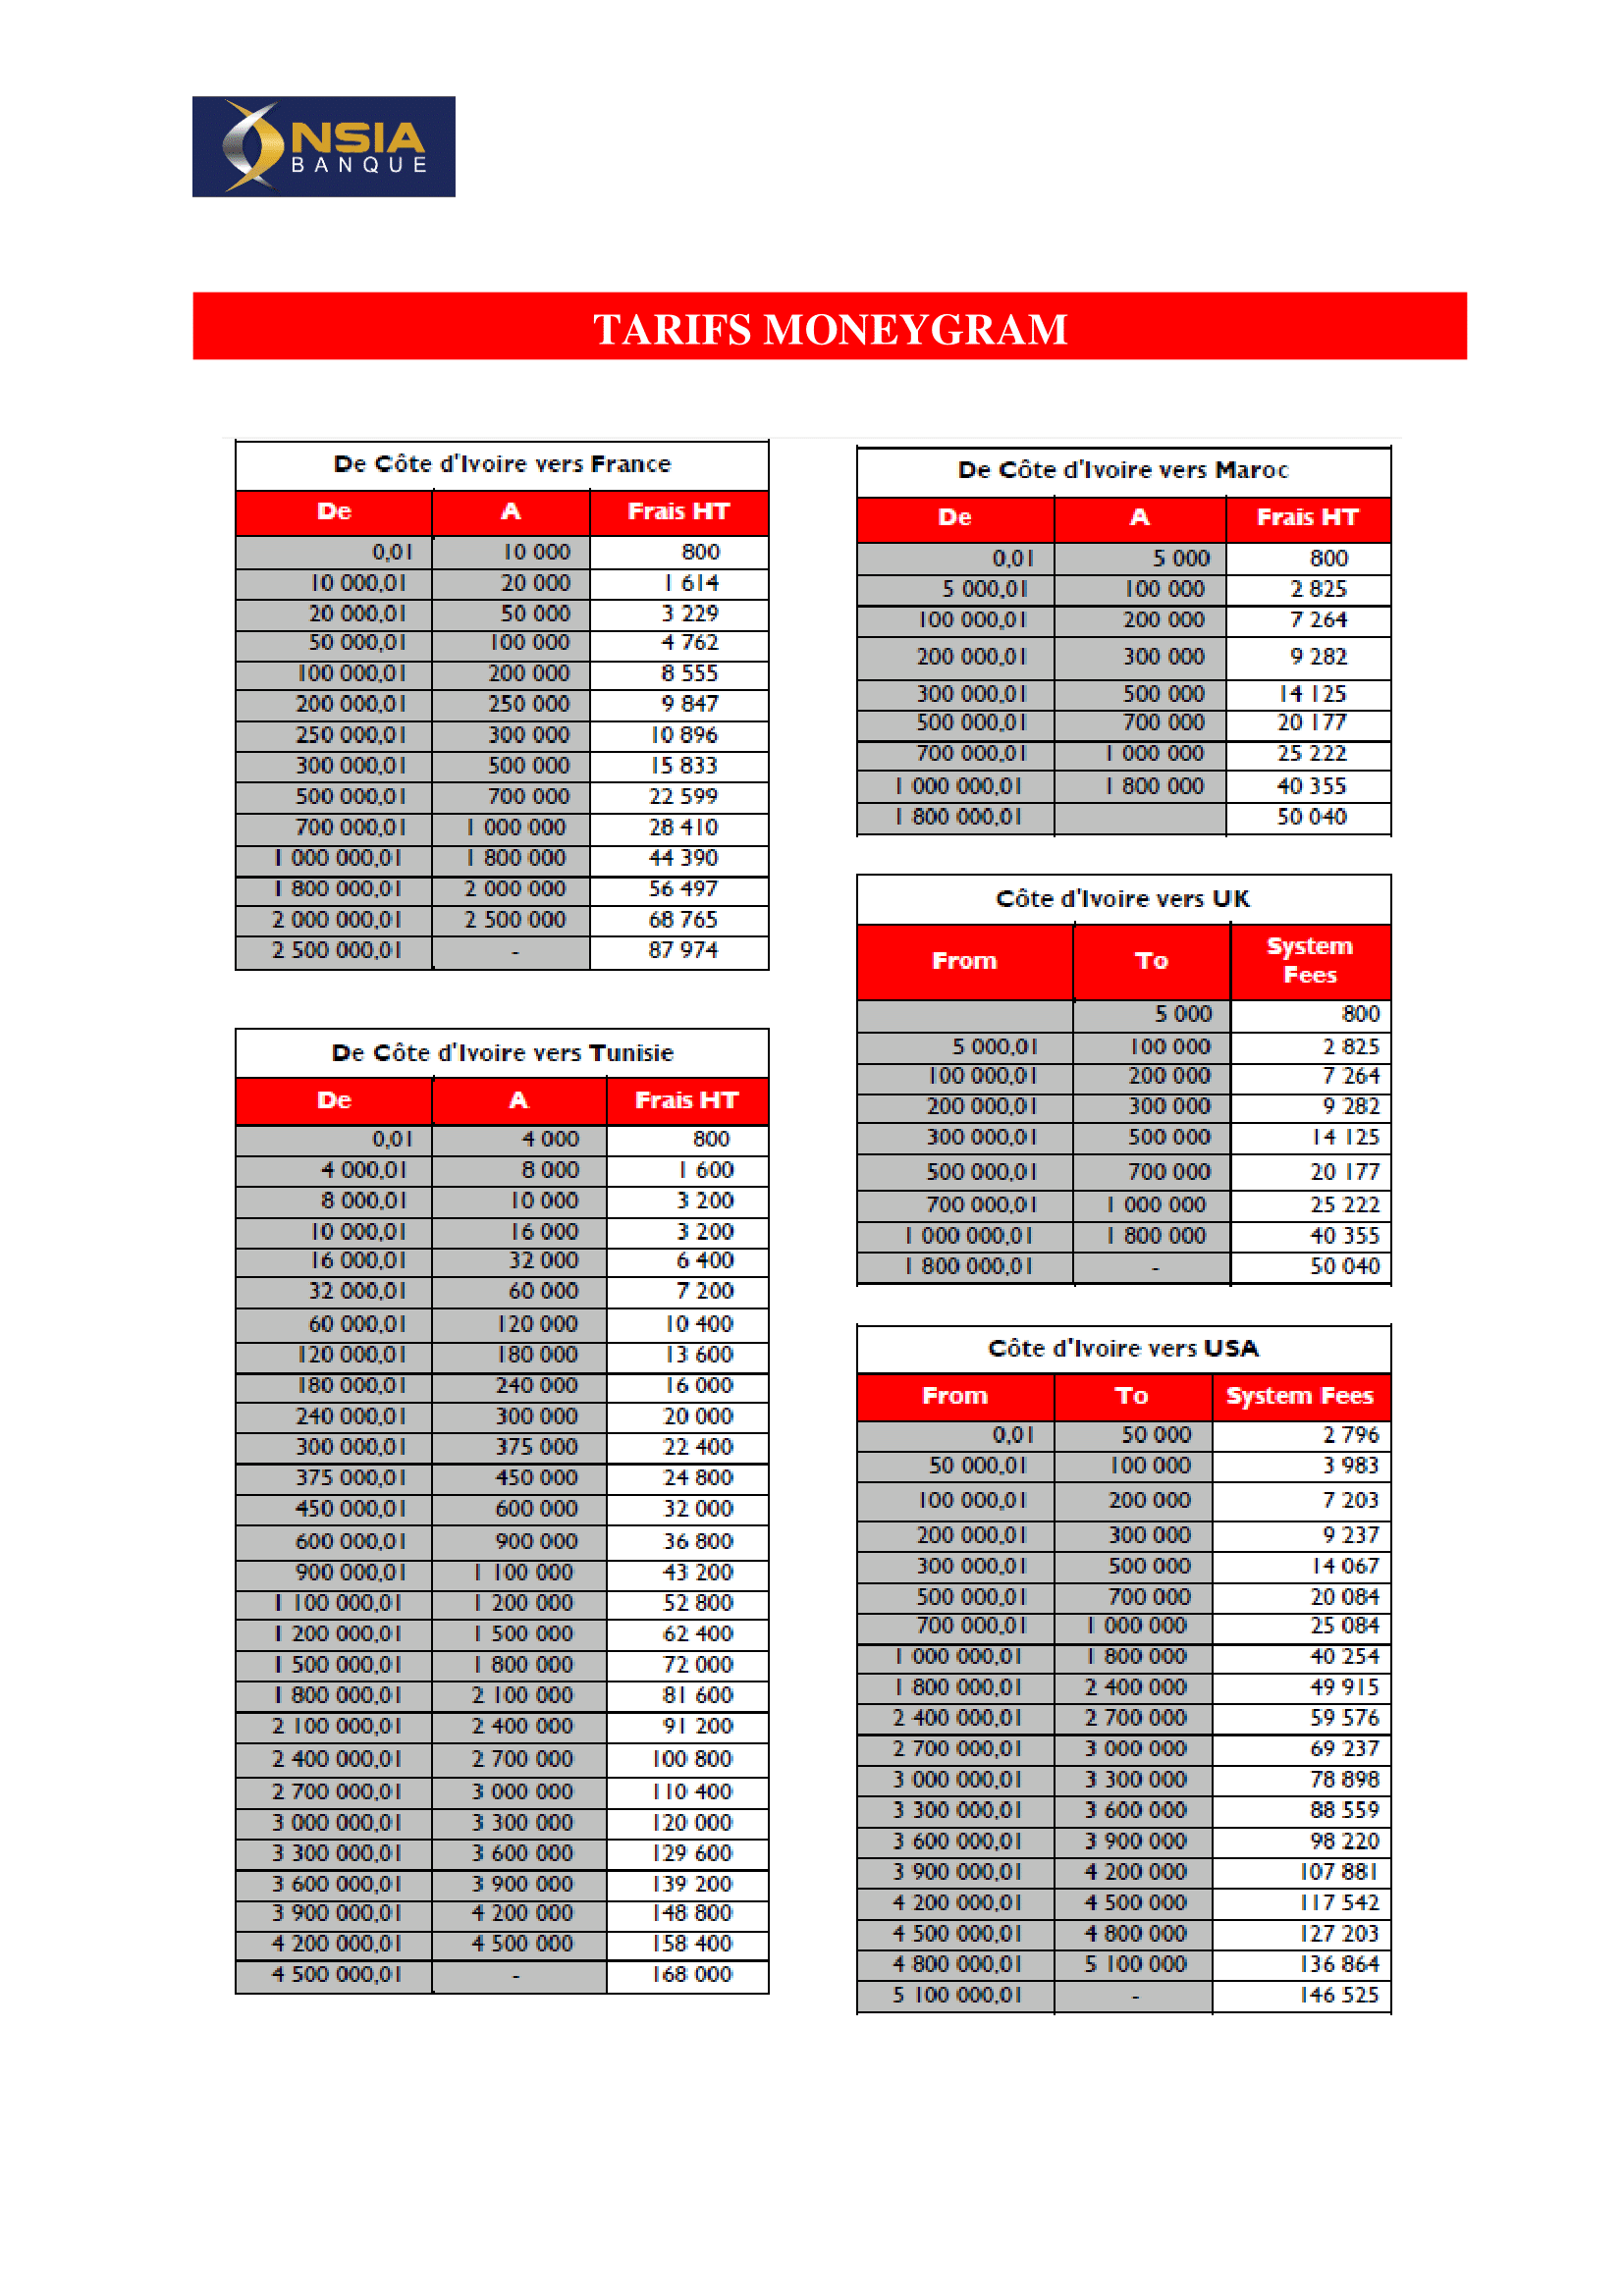 NSIA
BANQUE
TARIFS MONEYGRAM
De Côte d'Ivoire vers France
De A Frais HT
0,01 10 000 800
10 000,01 20 000 1 614
20 000,01 50 000 3 229
50 000,01 100 000 4 762
100 000,01 200 000 8 555
200 000,01 250 000 9 847
250 000,01 300 000 10 896
300 000,01 500 000 15 833
500 000,01 700 000 22 599
700 000,01 1 000 000 28 410
1 000 000,01 1 800 000 44 390
1 800 000,01 2 000 000 56 497
2 000 000,01 2 500 000 68 765
2 500 000,01 - 87 974
De Côte d'Ivoire vers Tunisie
De A Frais HT
0,01 4 000 800
4 000,01 8 000 1 600
8 000,01 10 000 3 200
10 000,01 16 000 3 200
16 000,01 32 000 6 400
32 000,01 60 000 7 200
60 000,01 120 000 10 400
120 000,01 180 000 13 600
180 000,01 240 000 16 000
240 000,01 300 000 20 000
300 000,01 375 000 22 400
375 000,01 450 000 24 800
450 000,01 600 000 32 000
600 000,01 900 000 36 800
900 000,01 1 100 000 43 200
1 100 000,01 1 200 000 52 800
1 200 000,01 1 500 000 62 400
1 500 000,01 1 800 000 72 000
1 800 000,01 2 100 000 81 600
2 100 000,01 2 400 000 91 200
2 400 000,01 2 700 000 100 800
2 700 000,01 3 000 000 110 400
3 000 000,01 3 300 000 120 000
3 300 000,01 3 600 000 129 600
3 600 000,01 3 900 000 139 200
3 900 000,01 4 200 000 148 800
4 200 000,01 4 500 000 158 400
4 500 000,01 - 168 000
De Côte d'Ivoire vers Maroc
De A Frais HT
0,01 5 000 800
5 000,01 100 000 2 825
100 000,01 200 000 7 264
200 000,01 300 000 9 282
300 000,01 500 000 14 125
500 000,01 700 000 20 177
700 000,01 1 000 000 25 222
1 000 000,01 1 800 000 40 355
1 800 000,01 50 040
Côte d'Ivoire vers UK
From To System
Fees
5 000 800
5 000,01 100 000 2 825
100 000,01 200 000 7 264
200 000,01 300 000 9 282
300 000,01 500 000 14 125
500 000,01 700 000 20 177
700 000,01 1 000 000 25 222
1 000 000,01 1 800 000 40 355
1 800 000,01 - 50 040
Côte d'Ivoire vers USA
From To System Fees
0,01 50 000 2 796
50 000,01 100 000 3 983
100 000,01 200 000 7 203
200 000,01 300 000 9 237
300 000,01 500 000 14 067
500 000,01 700 000 20 084
700 000,01 1 000 000 25 084
1 000 000,01 1 800 000 40 254
1 800 000,01 2 400 000 49 915
2 400 000,01 2 700 000 59 576
2 700 000,01 3 000 000 69 237
3 000 000,01 3 300 000 78 898
3 300 000,01 3 600 000 88 559
3 600 000,01 3 900 000 98 220
3 900 000,01 4 200 000 107 881
4 200 000,01 4 500 000 117 542
4 500 000,01 4 800 000 127 203
4 800 000,01 5 100 000 136 864
5 100 000,01 - 146 525